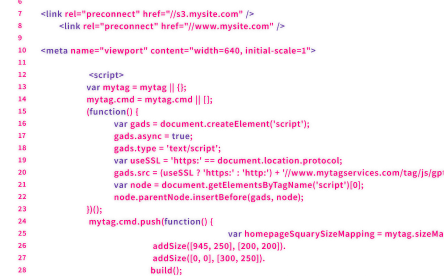 6
7 <link rel="preconnect" href="//s3.mysite.com" />
8 <link rel="preconnect" href="//www.mysite.com" />
9
10 <meta name="viewport" content="width=640, initial-scale=1">
11
12 <script>
13 var mytag = mytag || {};
14 mytag.cmd = mytag.cmd || [];
15 (function() {
16 var gads = document.createElement('script');
17 gads.async = true;
18 gads.type = 'text/script';
19 var useSSL = 'https:' == document.location.protocol;
20 gads.src = (useSSL ? 'https:' : 'http:') + '//www.mytagservices.com/tag/js/gpt
21 var node = document.getElementsByTagName('script')[0];
22 node.parentNode.insertBefore(gads, node);
23 })();
24 mytag.cmd.push(function() {
25 var homepageSquarySizeMapping = mytag.sizeMa
26 addSize([945, 250], [200, 200]).
27 addSize([0, 0], [300, 250]).
28 build();